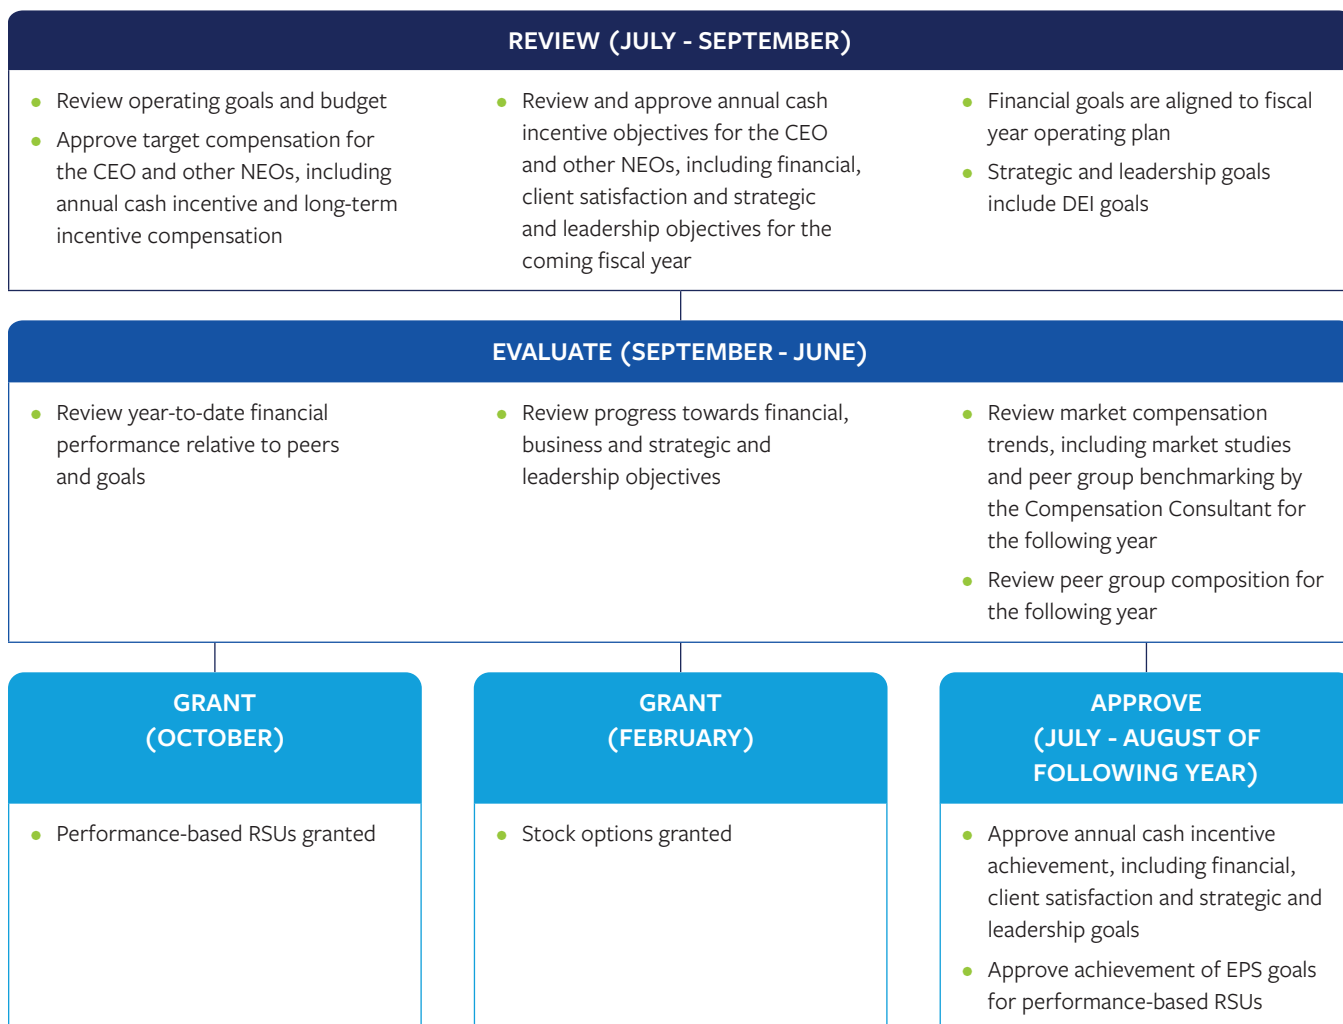 REVIEW (JULY - SEPTEMBER)
• Review operating goals and budget
• Approve target compensation for
the CEO and other NEOs, including
annual cash incentive and long-term
incentive compensation
• Review and approve annual cash
incentive objectives for the CEO
and other NEOs, including financial,
client satisfaction and strategic
and leadership objectives for the
coming fiscal year
• Financial goals are aligned to fiscal
year operating plan
• Strategic and leadership goals
include DEI goals
EVALUATE (SEPTEMBER - JUNE)
• Review year-to-date financial
performance relative to peers
and goals
• Review progress towards financial,
business and strategic and
leadership objectives
• Review market compensation
trends, including market studies
and peer group benchmarking by
the Compensation Consultant for
the following year
• Review peer group composition for
the following year
GRANT
(OCTOBER)
• Performance-based RSUs granted
GRANT
(FEBRUARY)
• Stock options granted
APPROVE
(JULY - AUGUST OF
FOLLOWING YEAR)
• Approve annual cash incentive
achievement, including financial,
client satisfaction and strategic and
leadership goals
• Approve achievement of EPS goals
for performance-based RSUs